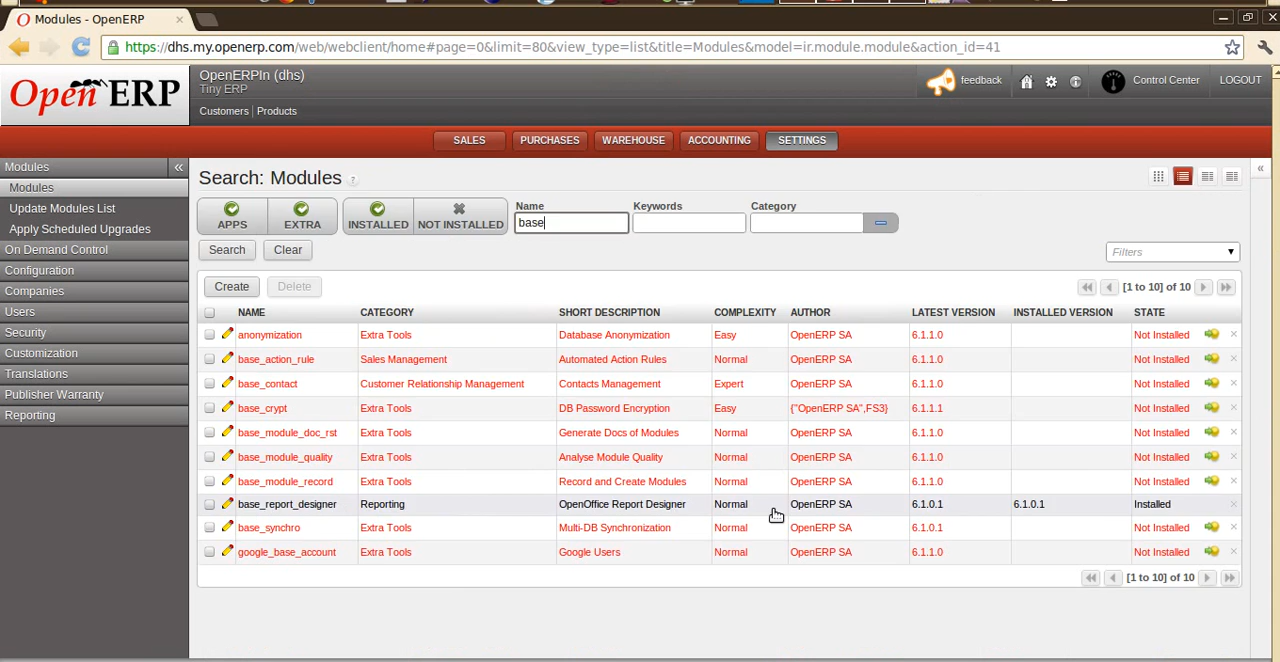 Modules - OpenERP
https://dhs.my.openerp.com/web/webclient/home#page=0&limit=80&view_type=list&title=Modules&model=ir.module.module&action_id=41
Open ERP
OpenERPIn (dhs)
Tiny ERP
Customers | Products
feedback
Control Center
LOGOUT
SALES PURCHASES WAREHOUSE ACCOUNTING SETTINGS
Modules «
Modules
Update Modules List
Apply Scheduled Upgrades
On Demand Control
Configuration
Companies
Users
Security
Customization
Translations
Publisher Warranty
Reporting
Search: Modules ?
«
APPS EXTRA INSTALLED NOT INSTALLED
Name Keywords Category
base
Search Clear
Filters
Create Delete
[1 to 10] of 10
NAME CATEGORY SHORT DESCRIPTION COMPLEXITY AUTHOR LATEST VERSION INSTALLED VERSION STATE
anonymization Extra Tools Database Anonymization Easy OpenERP SA 6.1.1.0 Not Installed
base_action_rule Sales Management Automated Action Rules Normal OpenERP SA 6.1.1.0 Not Installed
base_contact Customer Relationship Management Contacts Management Expert OpenERP SA 6.1.1.0 Not Installed
base_crypt Extra Tools DB Password Encryption Easy {"OpenERP SA",FS3} 6.1.1.1 Not Installed
base_module_doc_rst Extra Tools Generate Docs of Modules Normal OpenERP SA 6.1.1.0 Not Installed
base_module_quality Extra Tools Analyse Module Quality Normal OpenERP SA 6.1.1.0 Not Installed
base_module_record Extra Tools Record and Create Modules Normal OpenERP SA 6.1.1.0 Not Installed
base_report_designer Reporting OpenOffice Report Designer Normal OpenERP SA 6.1.0.1 6.1.0.1 Installed
base_synchro Extra Tools Multi-DB Synchronization Normal OpenERP SA 6.1.0.1 Not Installed
google_base_account Extra Tools Google Users Normal OpenERP SA 6.1.1.0 Not Installed
[1 to 10] of 10